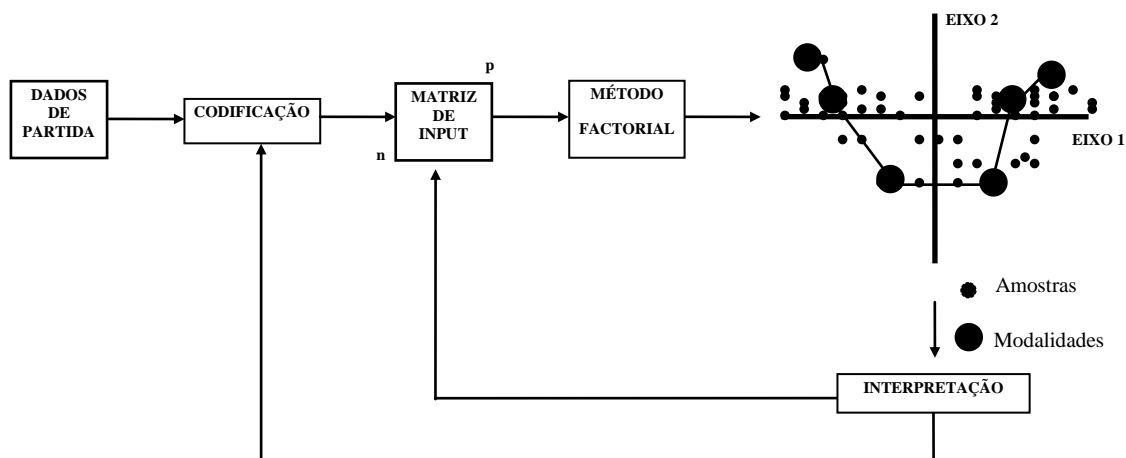 DADOS
DE
PARTIDA
CODIFICAÇÃO
p
MATRIZ
DE
INPUT
n
MÉTODO
FACTORIAL
EIXO 2
EIXO 1
Amostras
Modalidades
INTERPRETAÇÃO